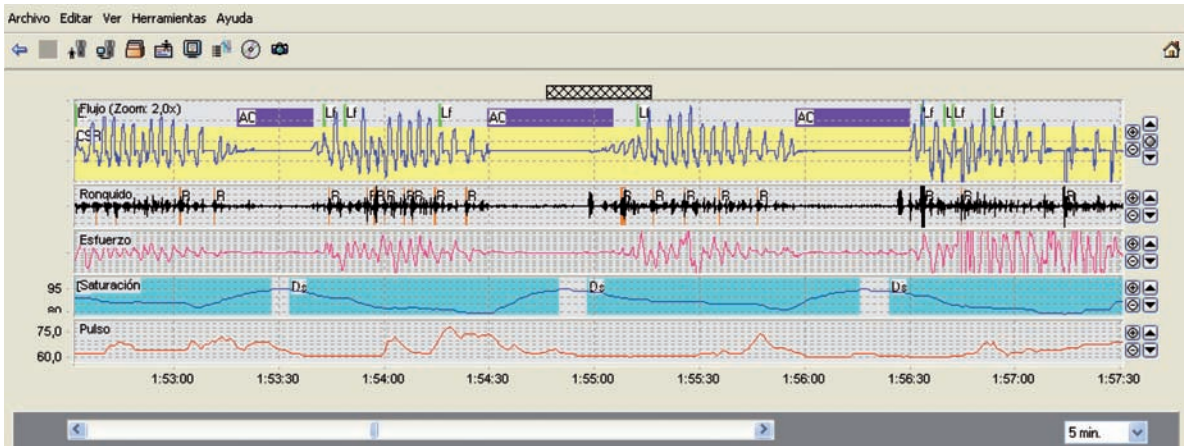 Archivo Editar Ver Herramientas Ayuda
Flujo (Zoom: 2,0x)
AC Lf Lf Lf AC Lf AC Lf Lf Lf
CSR
Ronquido
R R R R R R R R R R R R R R R R R
Esfuerzo
95 Saturación Ds Ds Ds
75,0 Pulso
60,0
1:53:00 1:53:30 1:54:00 1:54:30 1:55:00 1:55:30 1:56:00 1:56:30 1:57:00 1:57:30
5 min.